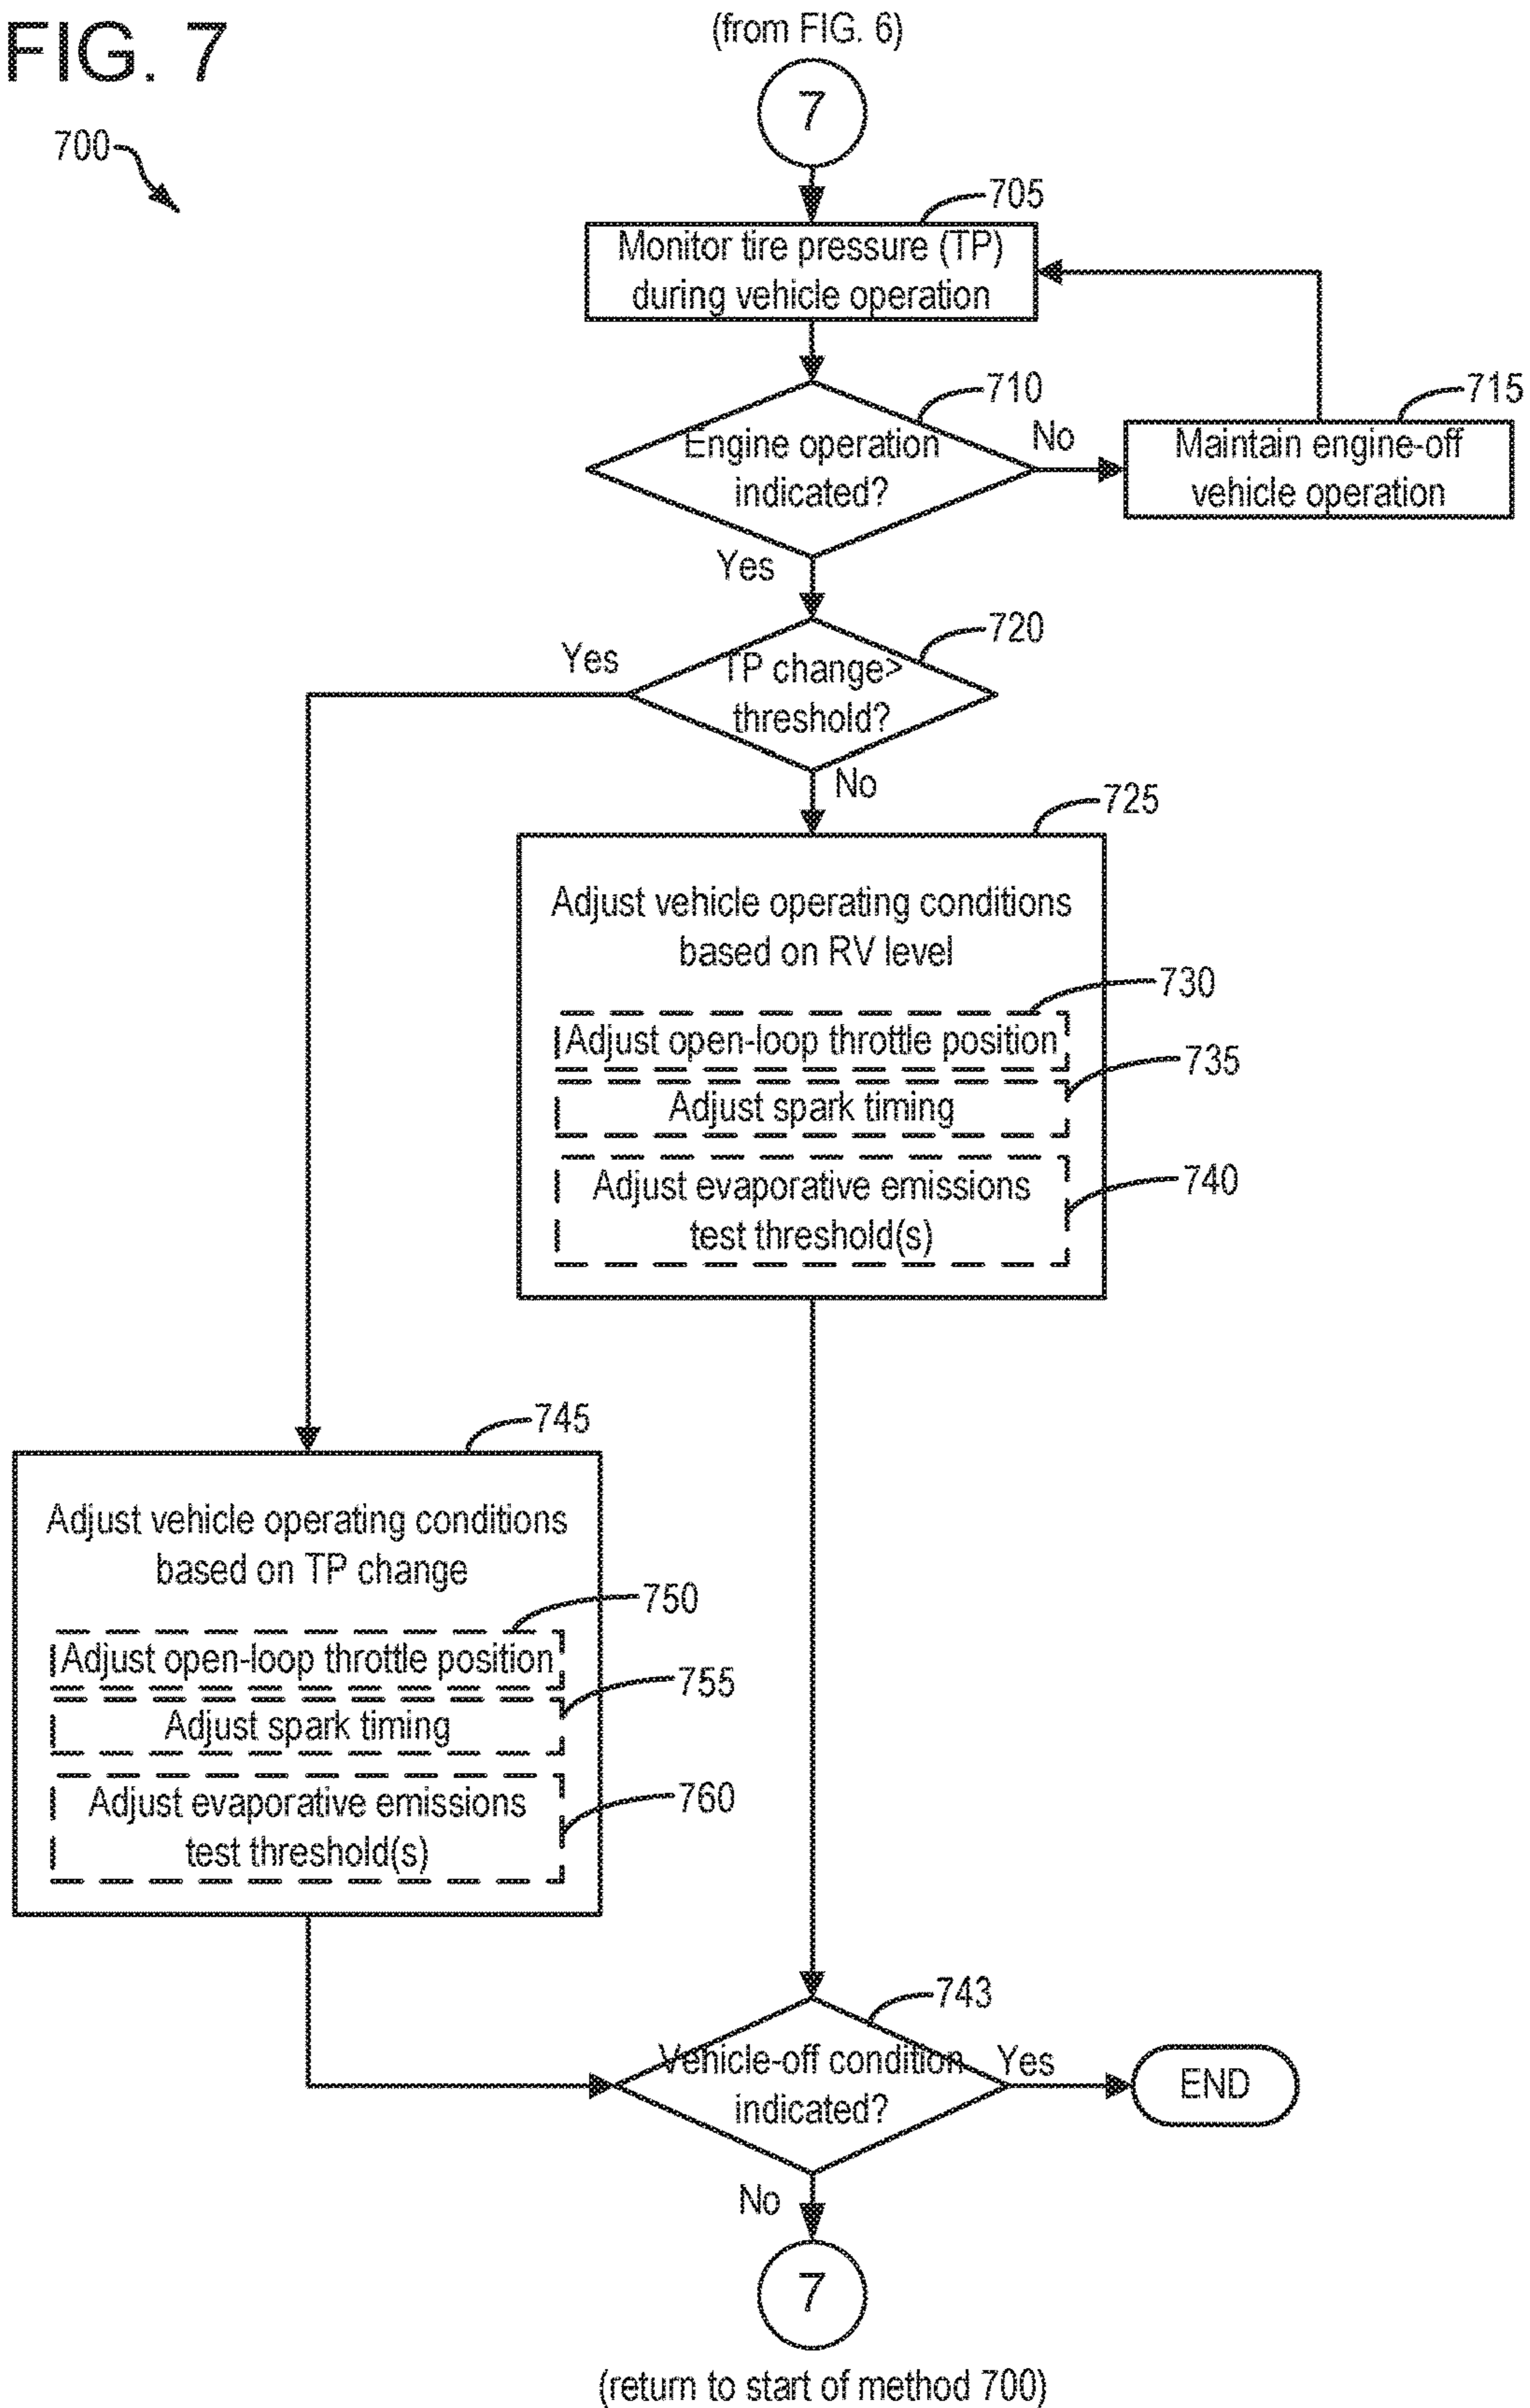 FIG. 7
(from FIG. 6)
7
700
705
Monitor tire pressure (TP)
during vehicle operation
710
Engine operation
indicated?
No
715
Maintain engine-off
vehicle operation
Yes
720
Yes
TP change>
threshold?
No
725
Adjust vehicle operating conditions
based on RV level
730
Adjust open-loop throttle position
735
Adjust spark timing
740
Adjust evaporative emissions
test threshold(s)
745
Adjust vehicle operating conditions
based on TP change
750
Adjust open-loop throttle position
755
Adjust spark timing
760
Adjust evaporative emissions
test threshold(s)
743
Vehicle-off condition
indicated?
Yes
END
No
7
(return to start of method 700)